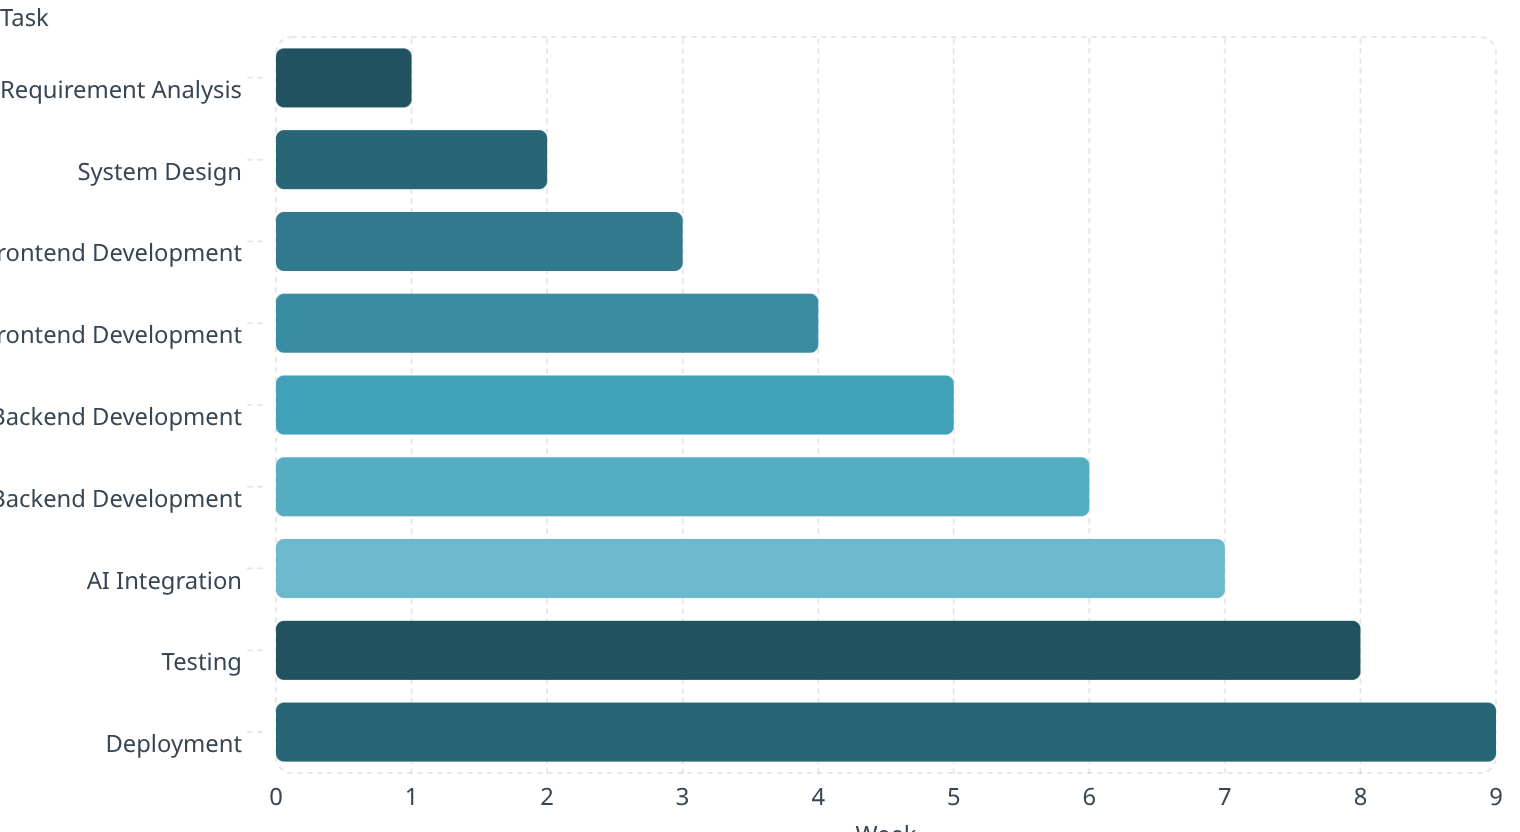 Task
Requirement Analysis
System Design
rontend Development
rontend Development
Backend Development
Backend Development
AI Integration
Testing
Deployment
0 1 2 3 4 5 6 7 8 9
Week